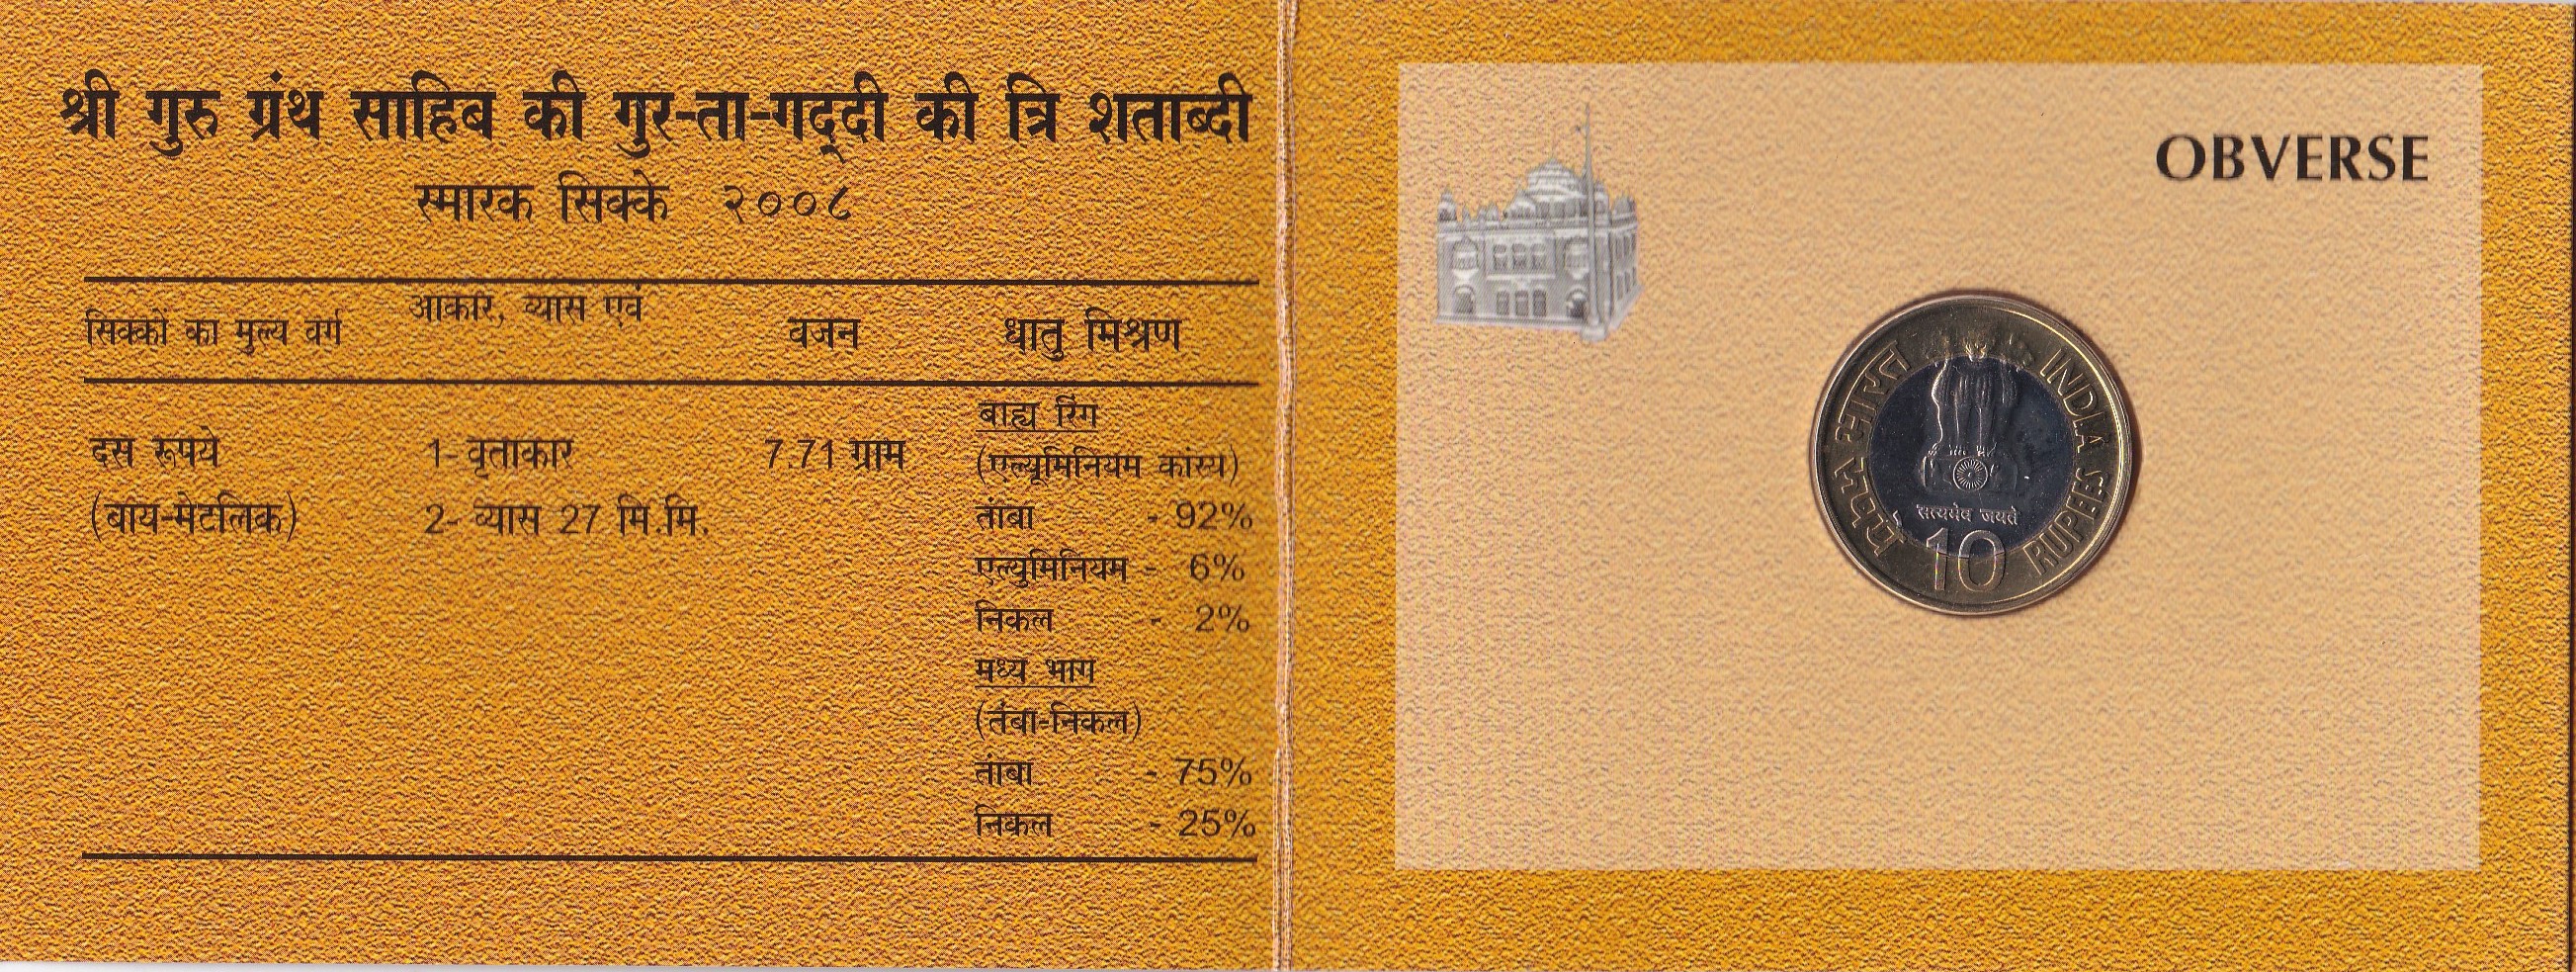 श्री गुरु ग्रंथ साहिब की गुर-ता-गद्दी की त्रि शताब्दी
स्मारक सिक्के २००८
सिक्कों का मुल्य वर्ग आकार, व्यास एवं वजन धातु मिश्रण
दस रूपये
(बाय-मेटलिक)
1- वृताकार
2- व्यास 27 मि.मि.
7.71 ग्राम
बाह्य रिंग
(एल्यूमिनियम कांस्य)
तांबा - 92%
एल्युमिनियम - 6%
निकल - 2%
मध्य भाग
(तंबा-निकल)
तांबा - 75%
निकल - 25%
OBVERSE
भारत
INDIA
सत्यमेव जयते
रुपये
10
RUPEES